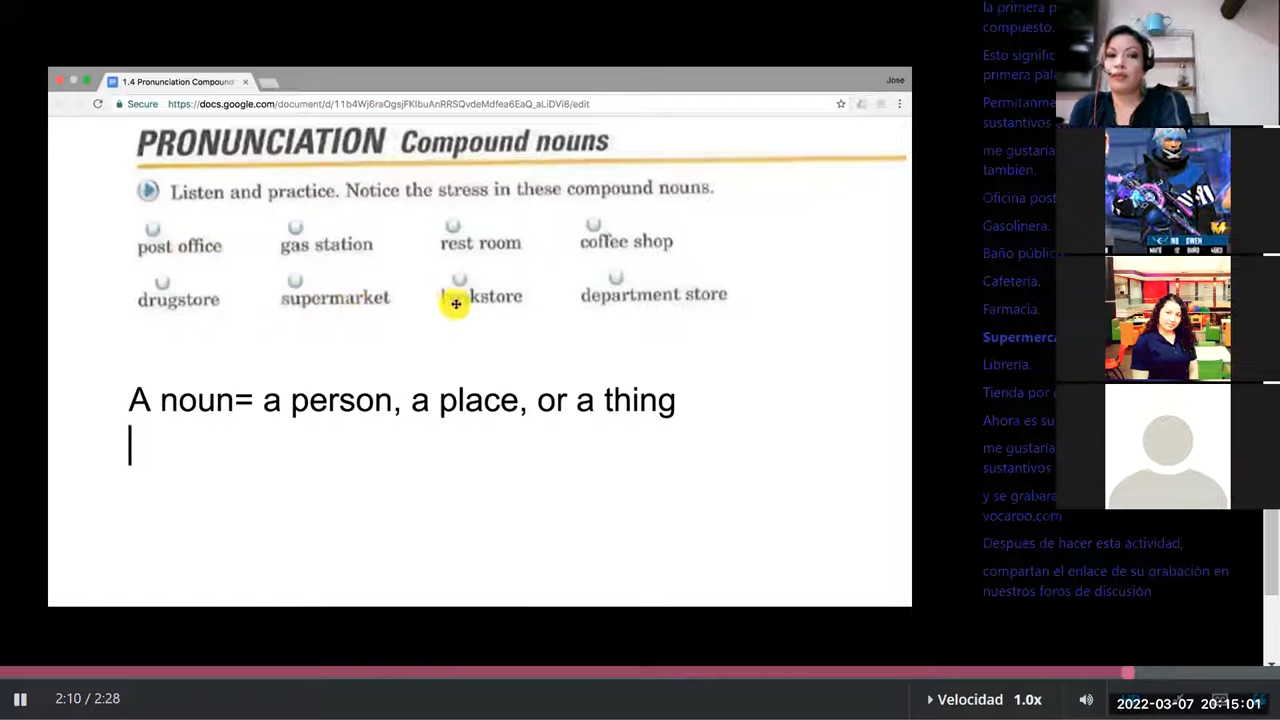 1.4 Pronunciation Compound
Jose
Secure https://docs.google.com/document/d/11b4Wj6raOgsjFKIbuAnRRSQvdeMdfea6EaQ_aLiDVi8/edit
PRONUNCIATION Compound nouns
Listen and practice. Notice the stress in these compound nouns.
post office gas station rest room coffee shop
drugstore supermarket kstore department store
A noun= a person, a place, or a thing
la primera p
compuesto.
Esto signifi
primera pala
Permitanme
sustantivos
me gustaría
también.
Oficina post
Gasolinera.
Baño públic
Cafetería.
Farmacia.
Supermerca
Librería.
Tienda por
Ahora es su
me gustaría
sustantivos
y se grabara
vocaroo.com
Después de hacer esta actividad,
compartan el enlace de su grabación en
nuestros foros de discusión
2:10 / 2:28
Velocidad 1.0x
2022-03-07 20:15:01